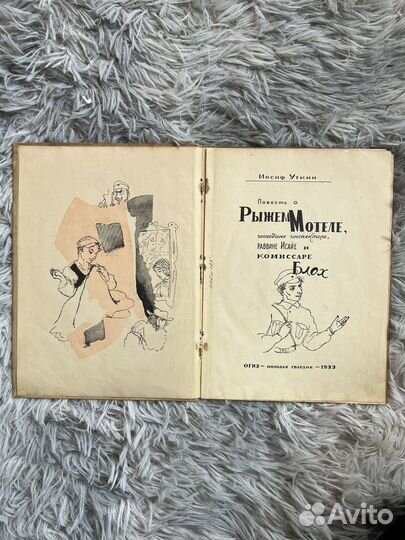 Иосиф Уткин
Повесть о
Рыжем Мотеле,
господине инспекторе,
раввине Исайе и
комиссаре
Блох
ОГИЗ — молодая гвардия — 1933
Avito